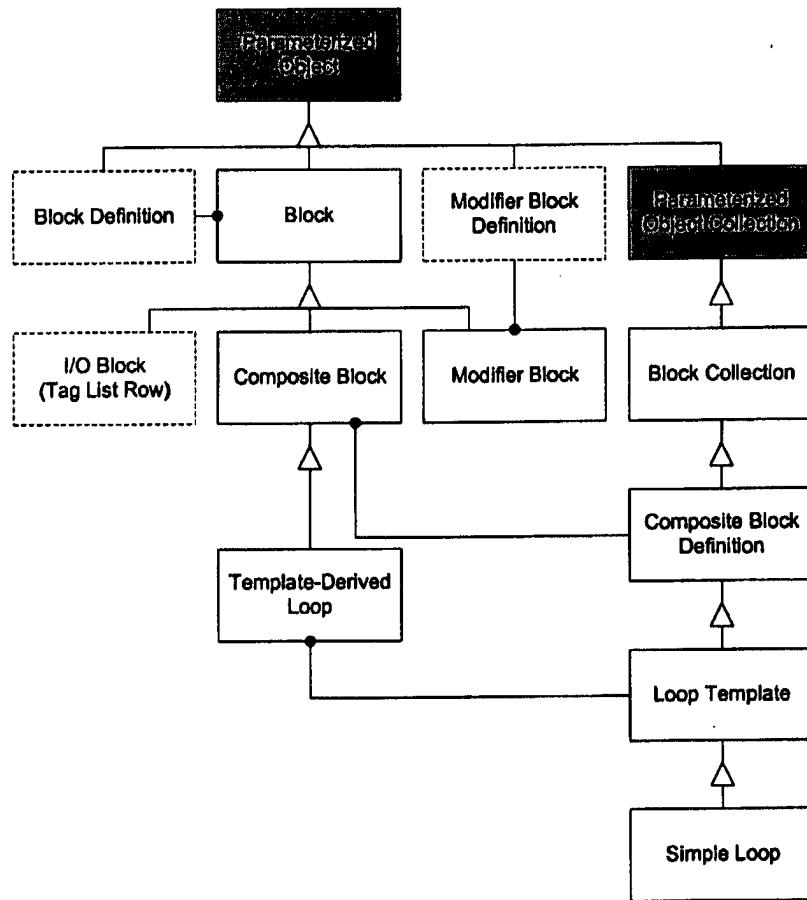 Parameterized
Object
Block Definition
Block
Modifier Block
Definition
Parameterized
Object Collection
I/O Block
(Tag List Row)
Composite Block
Modifier Block
Block Collection
Composite Block
Definition
Template-Derived
Loop
Loop Template
Simple Loop